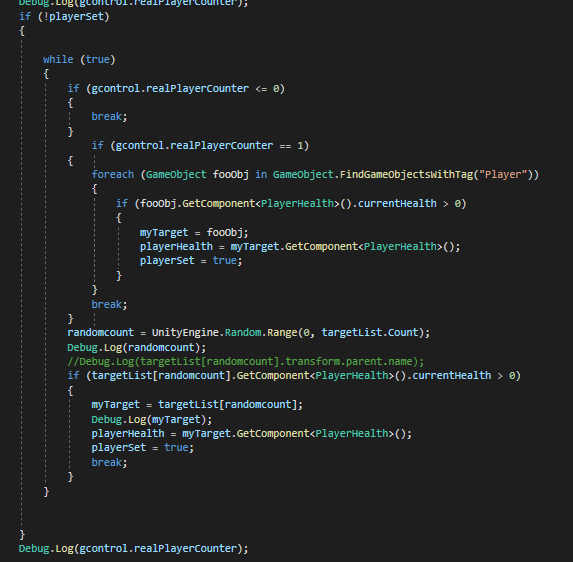 Debug.Log(gcontrol.realPlayerCounter);
if (!playerSet)
{
while (true)
{
if (gcontrol.realPlayerCounter <= 0)
{
break;
}
if (gcontrol.realPlayerCounter == 1)
{
foreach (GameObject fooObj in GameObject.FindGameObjectsWithTag("Player"))
{
if (fooObj.GetComponent<PlayerHealth>().currentHealth > 0)
{
myTarget = fooObj;
playerHealth = myTarget.GetComponent<PlayerHealth>();
playerSet = true;
}
}
break;
}
randomcount = UnityEngine.Random.Range(0, targetList.Count);
Debug.Log(randomcount);
//Debug.Log(targetList[randomcount].transform.parent.name);
if (targetList[randomcount].GetComponent<PlayerHealth>().currentHealth > 0)
{
myTarget = targetList[randomcount];
Debug.Log(myTarget);
playerHealth = myTarget.GetComponent<PlayerHealth>();
playerSet = true;
break;
}
}
}
Debug.Log(gcontrol.realPlayerCounter);